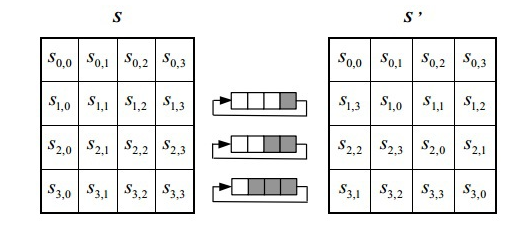 S S'
S0,0 S0,1 S0,2 S0,3 S0,0 S0,1 S0,2 S0,3
S1,0 S1,1 S1,2 S1,3 S1,3 S1,0 S1,1 S1,2
S2,0 S2,1 S2,2 S2,3 S2,2 S2,3 S2,0 S2,1
S3,0 S3,1 S3,2 S3,3 S3,1 S3,2 S3,3 S3,0